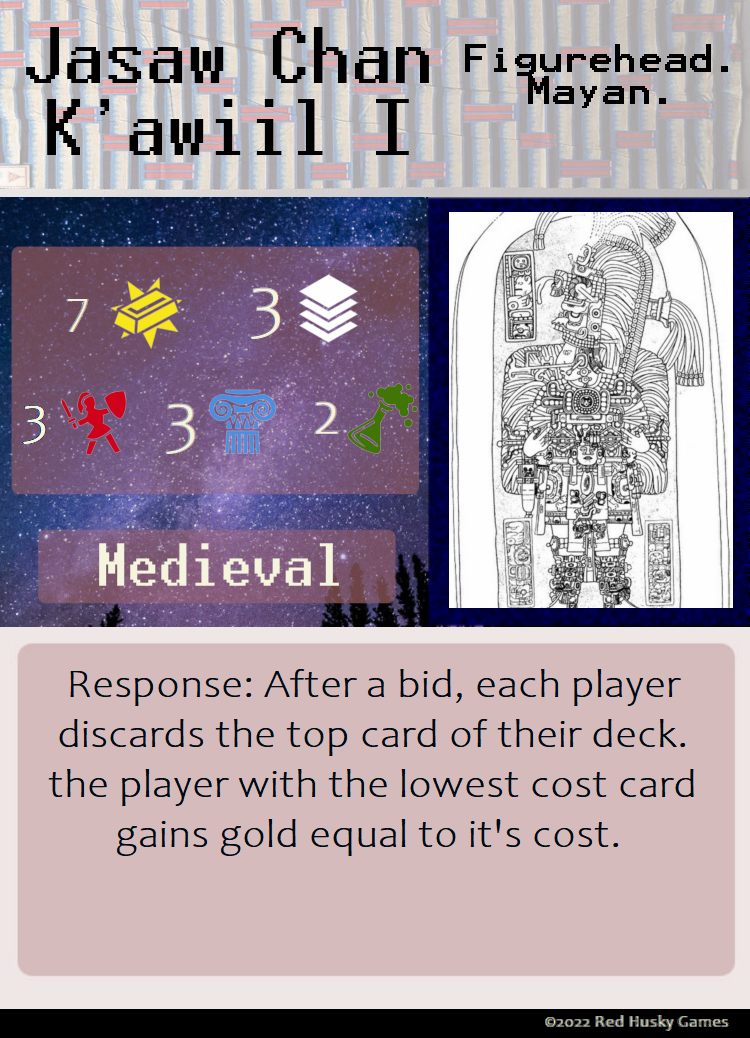 Jasaw Chan
K'awiil I
Figurehead.
Mayan.
7
3
3
3
2
Medieval
Response: After a bid, each player
discards the top card of their deck.
the player with the lowest cost card
gains gold equal to it's cost.
©2022 Red Husky Games